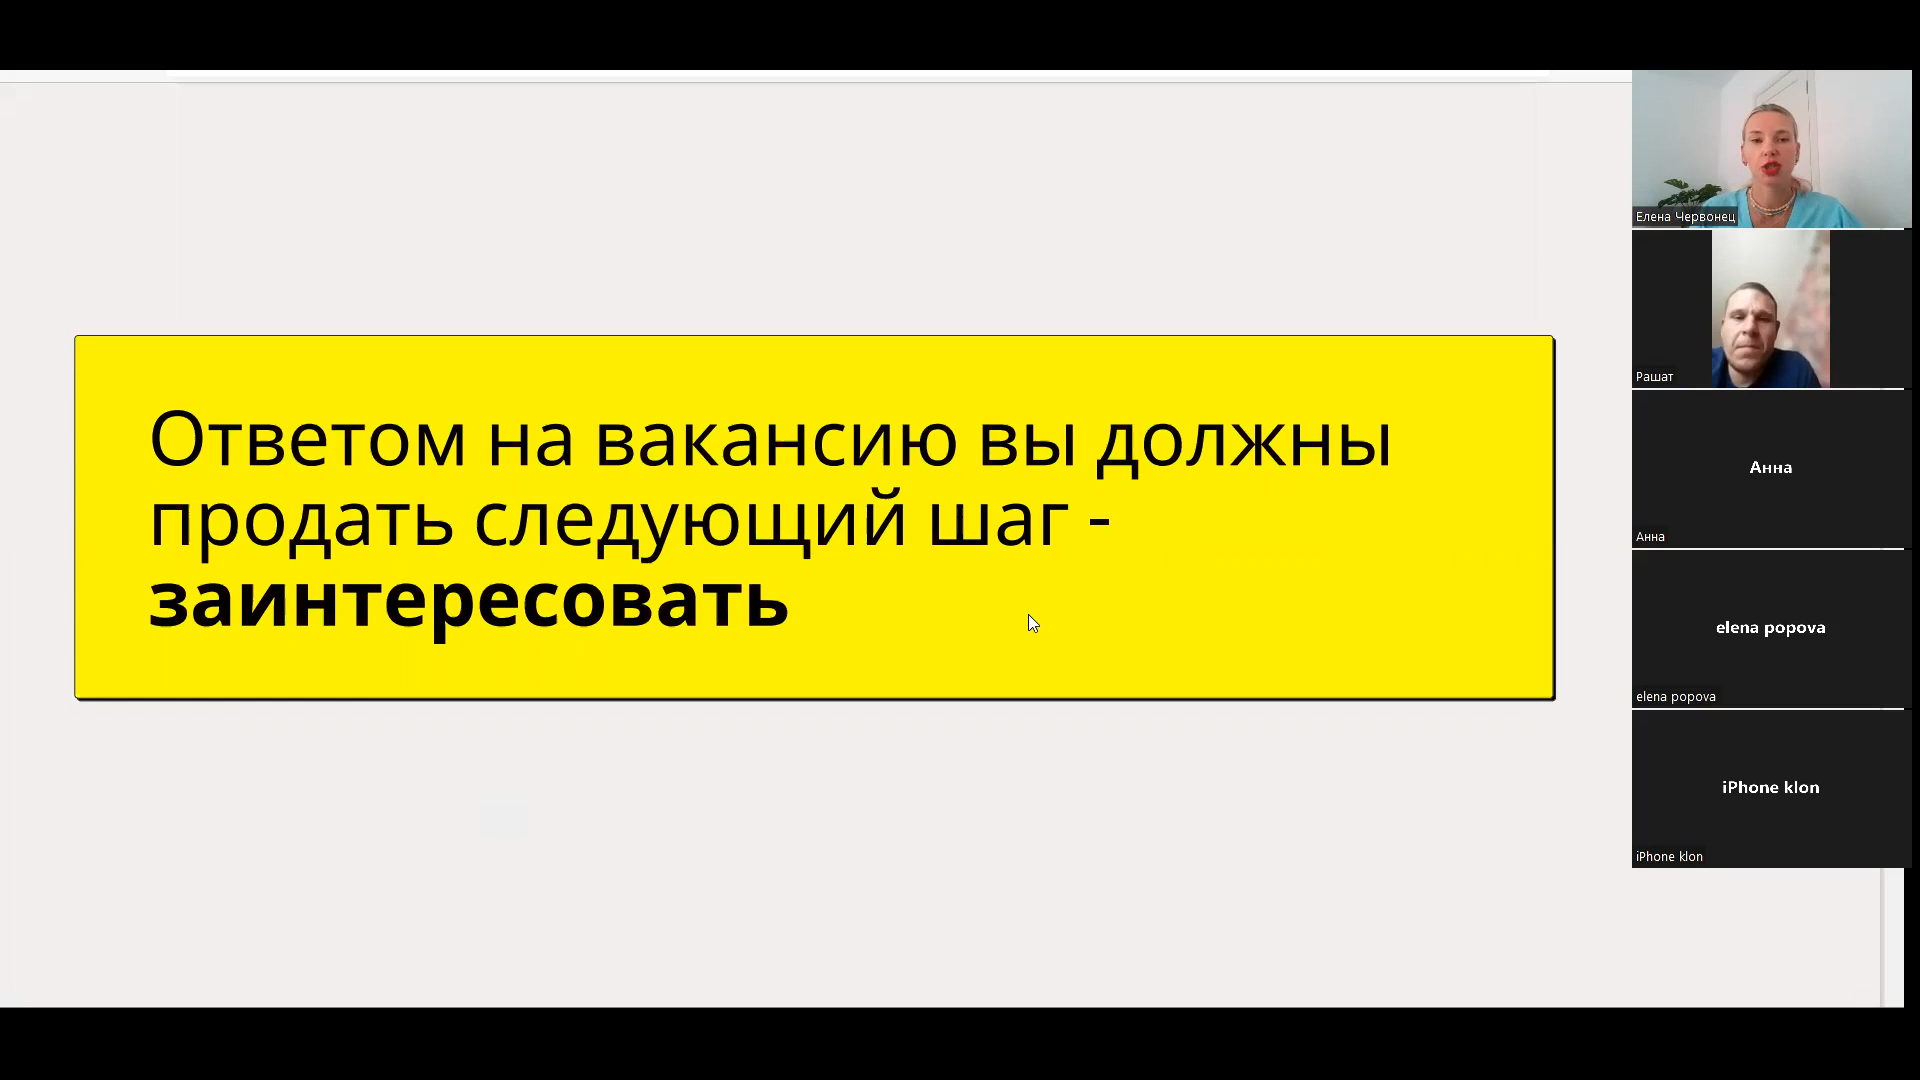 Ответом на вакансию вы должны
продать следующий шаг -
заинтересовать
Елена Червонец
Рашат
Анна
Анна
elena popova
elena popova
iPhone klon
iPhone klon